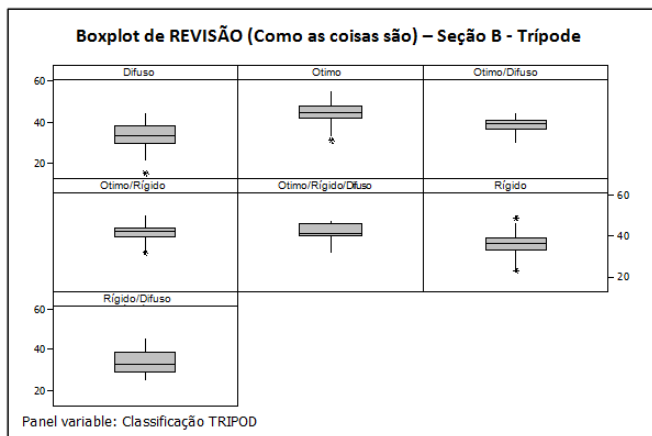 Boxplot de REVISÃO (Como as coisas são) – Seção B - Trípode
Difuso Otimo Otimo/Difuso
60
40
20
Otimo/Rígido Otimo/Rígido/Difuso Rígido
60
40
20
Rígido/Difuso
60
40
20
Panel variable: Classificação TRIPOD